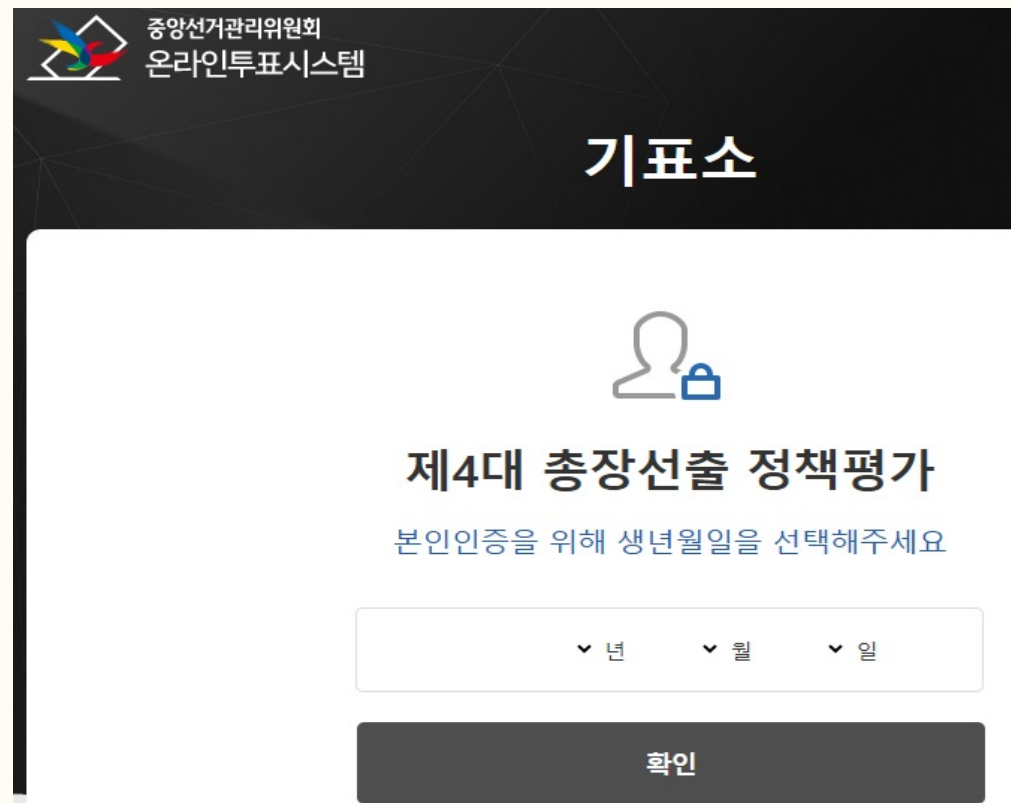 중앙선거관리위원회
온라인투표시스템
기표소
제4대 총장선출 정책평가
본인인증을 위해 생년월일을 선택해주세요
년 월 일
확인